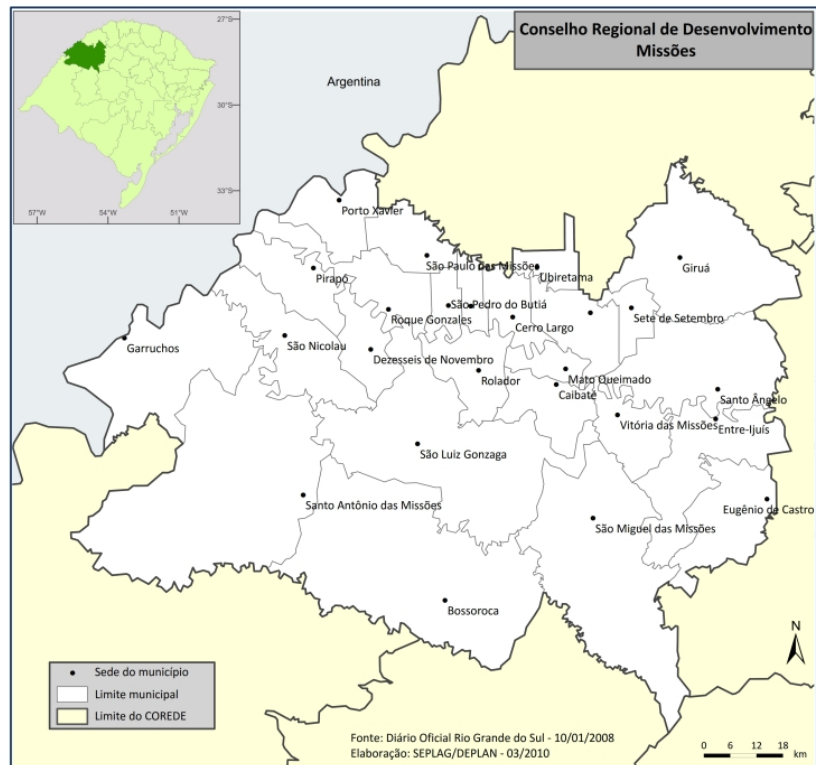 Conselho Regional de Desenvolvimento
Missões
27°S
30°S
33°S
57°W
54°W
51°W
Argentina
Porto Xavier
São Paulo das Missões
Ubiretama
Giruá
Pirapó
São Pedro do Butiá
Roque Gonzales
Cerro Largo
Sete de Setembro
Garruchos
São Nicolau
Dezesseis de Novembro
Rolador
Mato Queimado
Caibaté
Santo Ângelo
Vitória das Missões
Entre-Ijuís
São Luiz Gonzaga
Santo Antônio das Missões
Eugênio de Castro
São Miguel das Missões
Bossoroca
N
Sede do município
Limite municipal
Limite do COREDE
Fonte: Diário Oficial Rio Grande do Sul - 10/01/2008
Elaboração: SEPLAG/DEPLAN - 03/2010
0 6 12 18
km